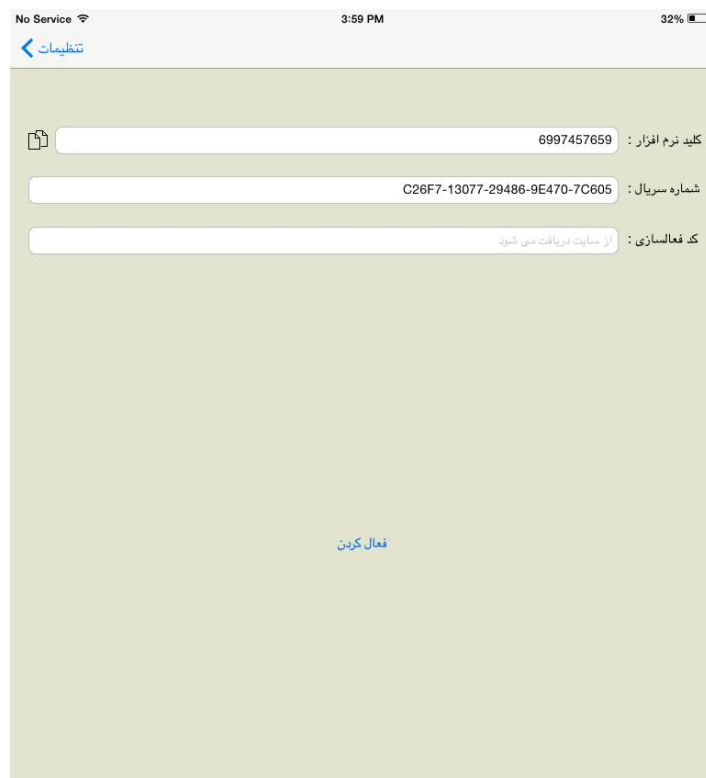 No Service 3:59 PM 32%
تنظیمات
کلید نرم افزار : 6997457659
شماره سریال : C26F7-13077-29486-9E470-7C605
کد فعالسازی : از سایت دریافت می شود
فعال کردن